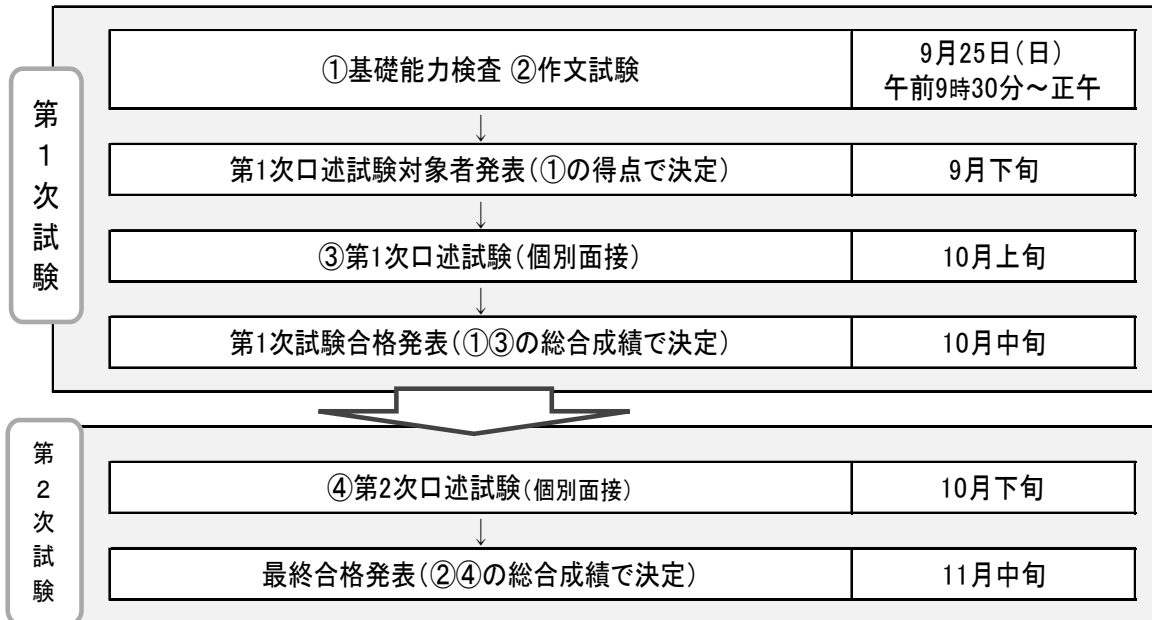 第1次試験
①基礎能力検査 ②作文試験
9月25日(日)
午前9時30分~正午
↓
第1次口述試験対象者発表(①の得点で決定)
9月下旬
↓
③第1次口述試験(個別面接)
10月上旬
↓
第1次試験合格発表(①③の総合成績で決定)
10月中旬
第2次試験
④第2次口述試験(個別面接)
10月下旬
↓
最終合格発表(②④の総合成績で決定)
11月中旬